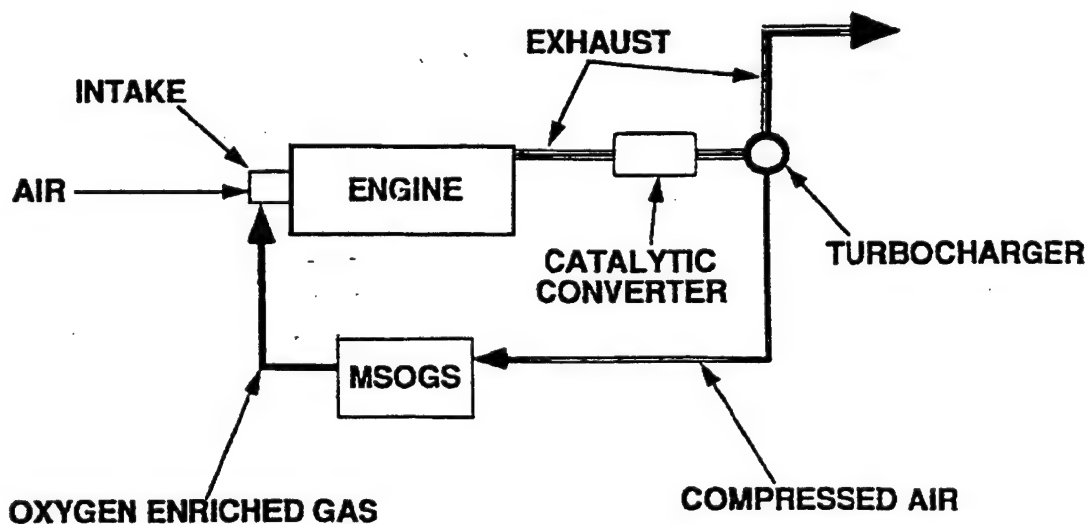 EXHAUST
INTAKE
AIR
ENGINE
CATALYTIC
CONVERTER
TURBOCHARGER
MSOGS
OXYGEN ENRICHED GAS
COMPRESSED AIR